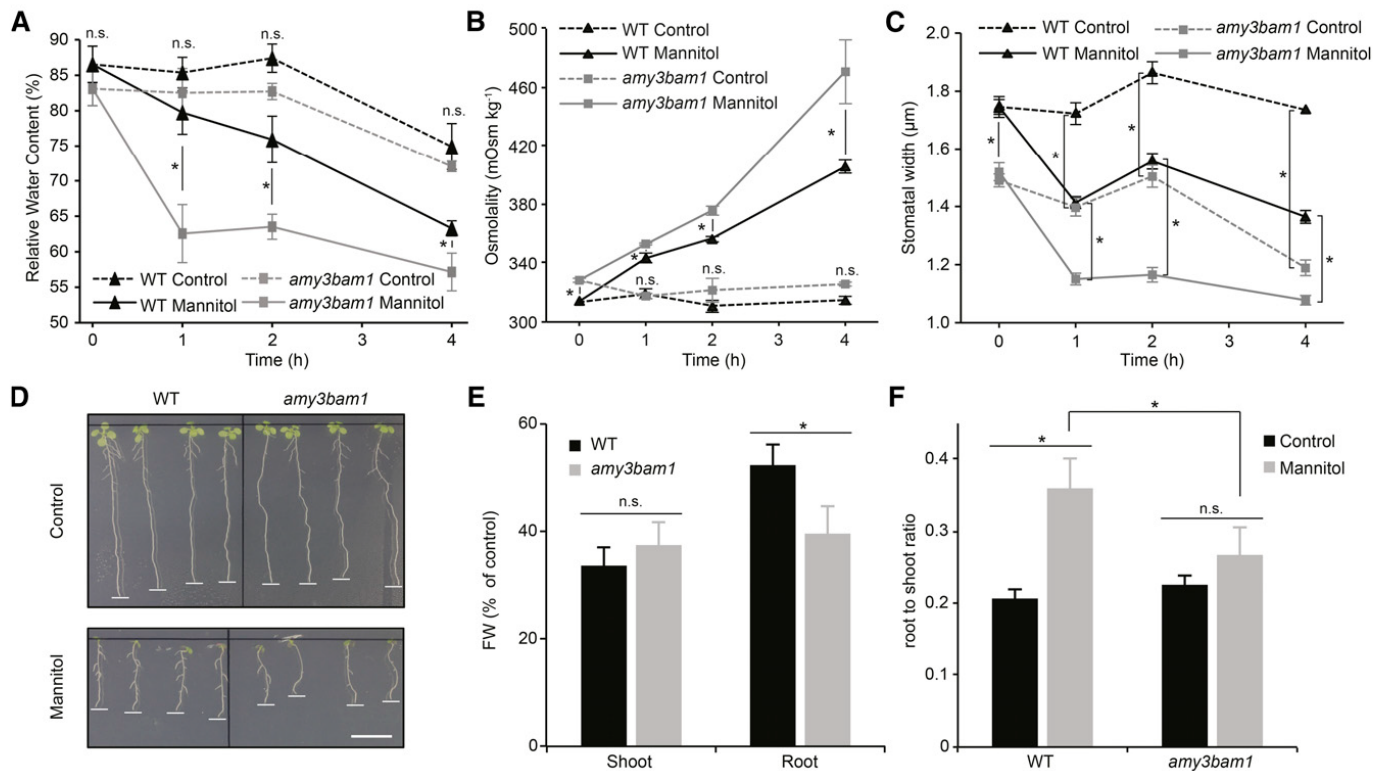 A
Relative Water Content (%)
90
85
80
75
70
65
60
55
50
n.s.
n.s.
n.s.
n.s.
*
*
*
WT Control
amy3bam1 Control
WT Mannitol
amy3bam1 Mannitol
0 1 2 3 4
Time (h)
B
Osmolality (mOsm kg⁻¹)
500
460
420
380
340
300
WT Control
WT Mannitol
amy3bam1 Control
amy3bam1 Mannitol
*
*
*
*
n.s.
n.s.
n.s.
0 1 2 3 4
Time (h)
C
WT Control
amy3bam1 Control
WT Mannitol
amy3bam1 Mannitol
Stomatal width (µm)
2.0
1.8
1.6
1.4
1.2
1.0
*
*
*
*
*
*
*
0 1 2 3 4
Time (h)
D
WT
amy3bam1
Control
Mannitol
E
FW (% of control)
60
40
20
0
WT
amy3bam1
n.s.
*
Shoot
Root
F
root to shoot ratio
0.4
0.3
0.2
0.1
0
*
*
n.s.
Control
Mannitol
WT
amy3bam1